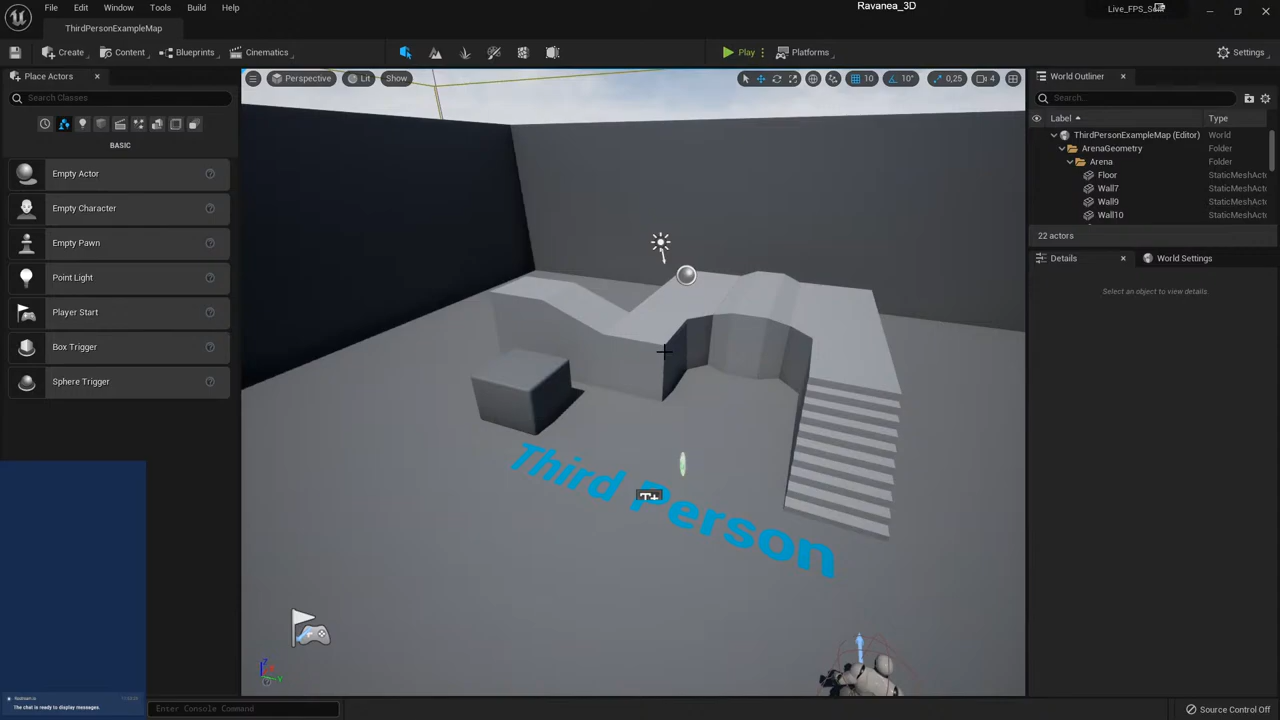 File Edit Window Tools Build Help
Ravanea_3D
ThirdPersonExampleMap
Create Content Blueprints Cinematics
Play Platforms
Settings
Place Actors
Search Classes
BASIC
Empty Actor
Empty Character
Empty Pawn
Point Light
Player Start
Box Trigger
Sphere Trigger
Perspective Lit Show
10 10° 0,25 4
Third Person
World Outliner
Search...
Label Type
ThirdPersonExampleMap (Editor) World
ArenaGeometry Folder
Arena Folder
Floor StaticMeshActo
Wall7 StaticMeshActo
Wall9 StaticMeshActo
Wall10 StaticMeshActo
22 actors
Details World Settings
Select an object to view details.
The chat is ready to display messages.
Enter Console Command
Source Control Off